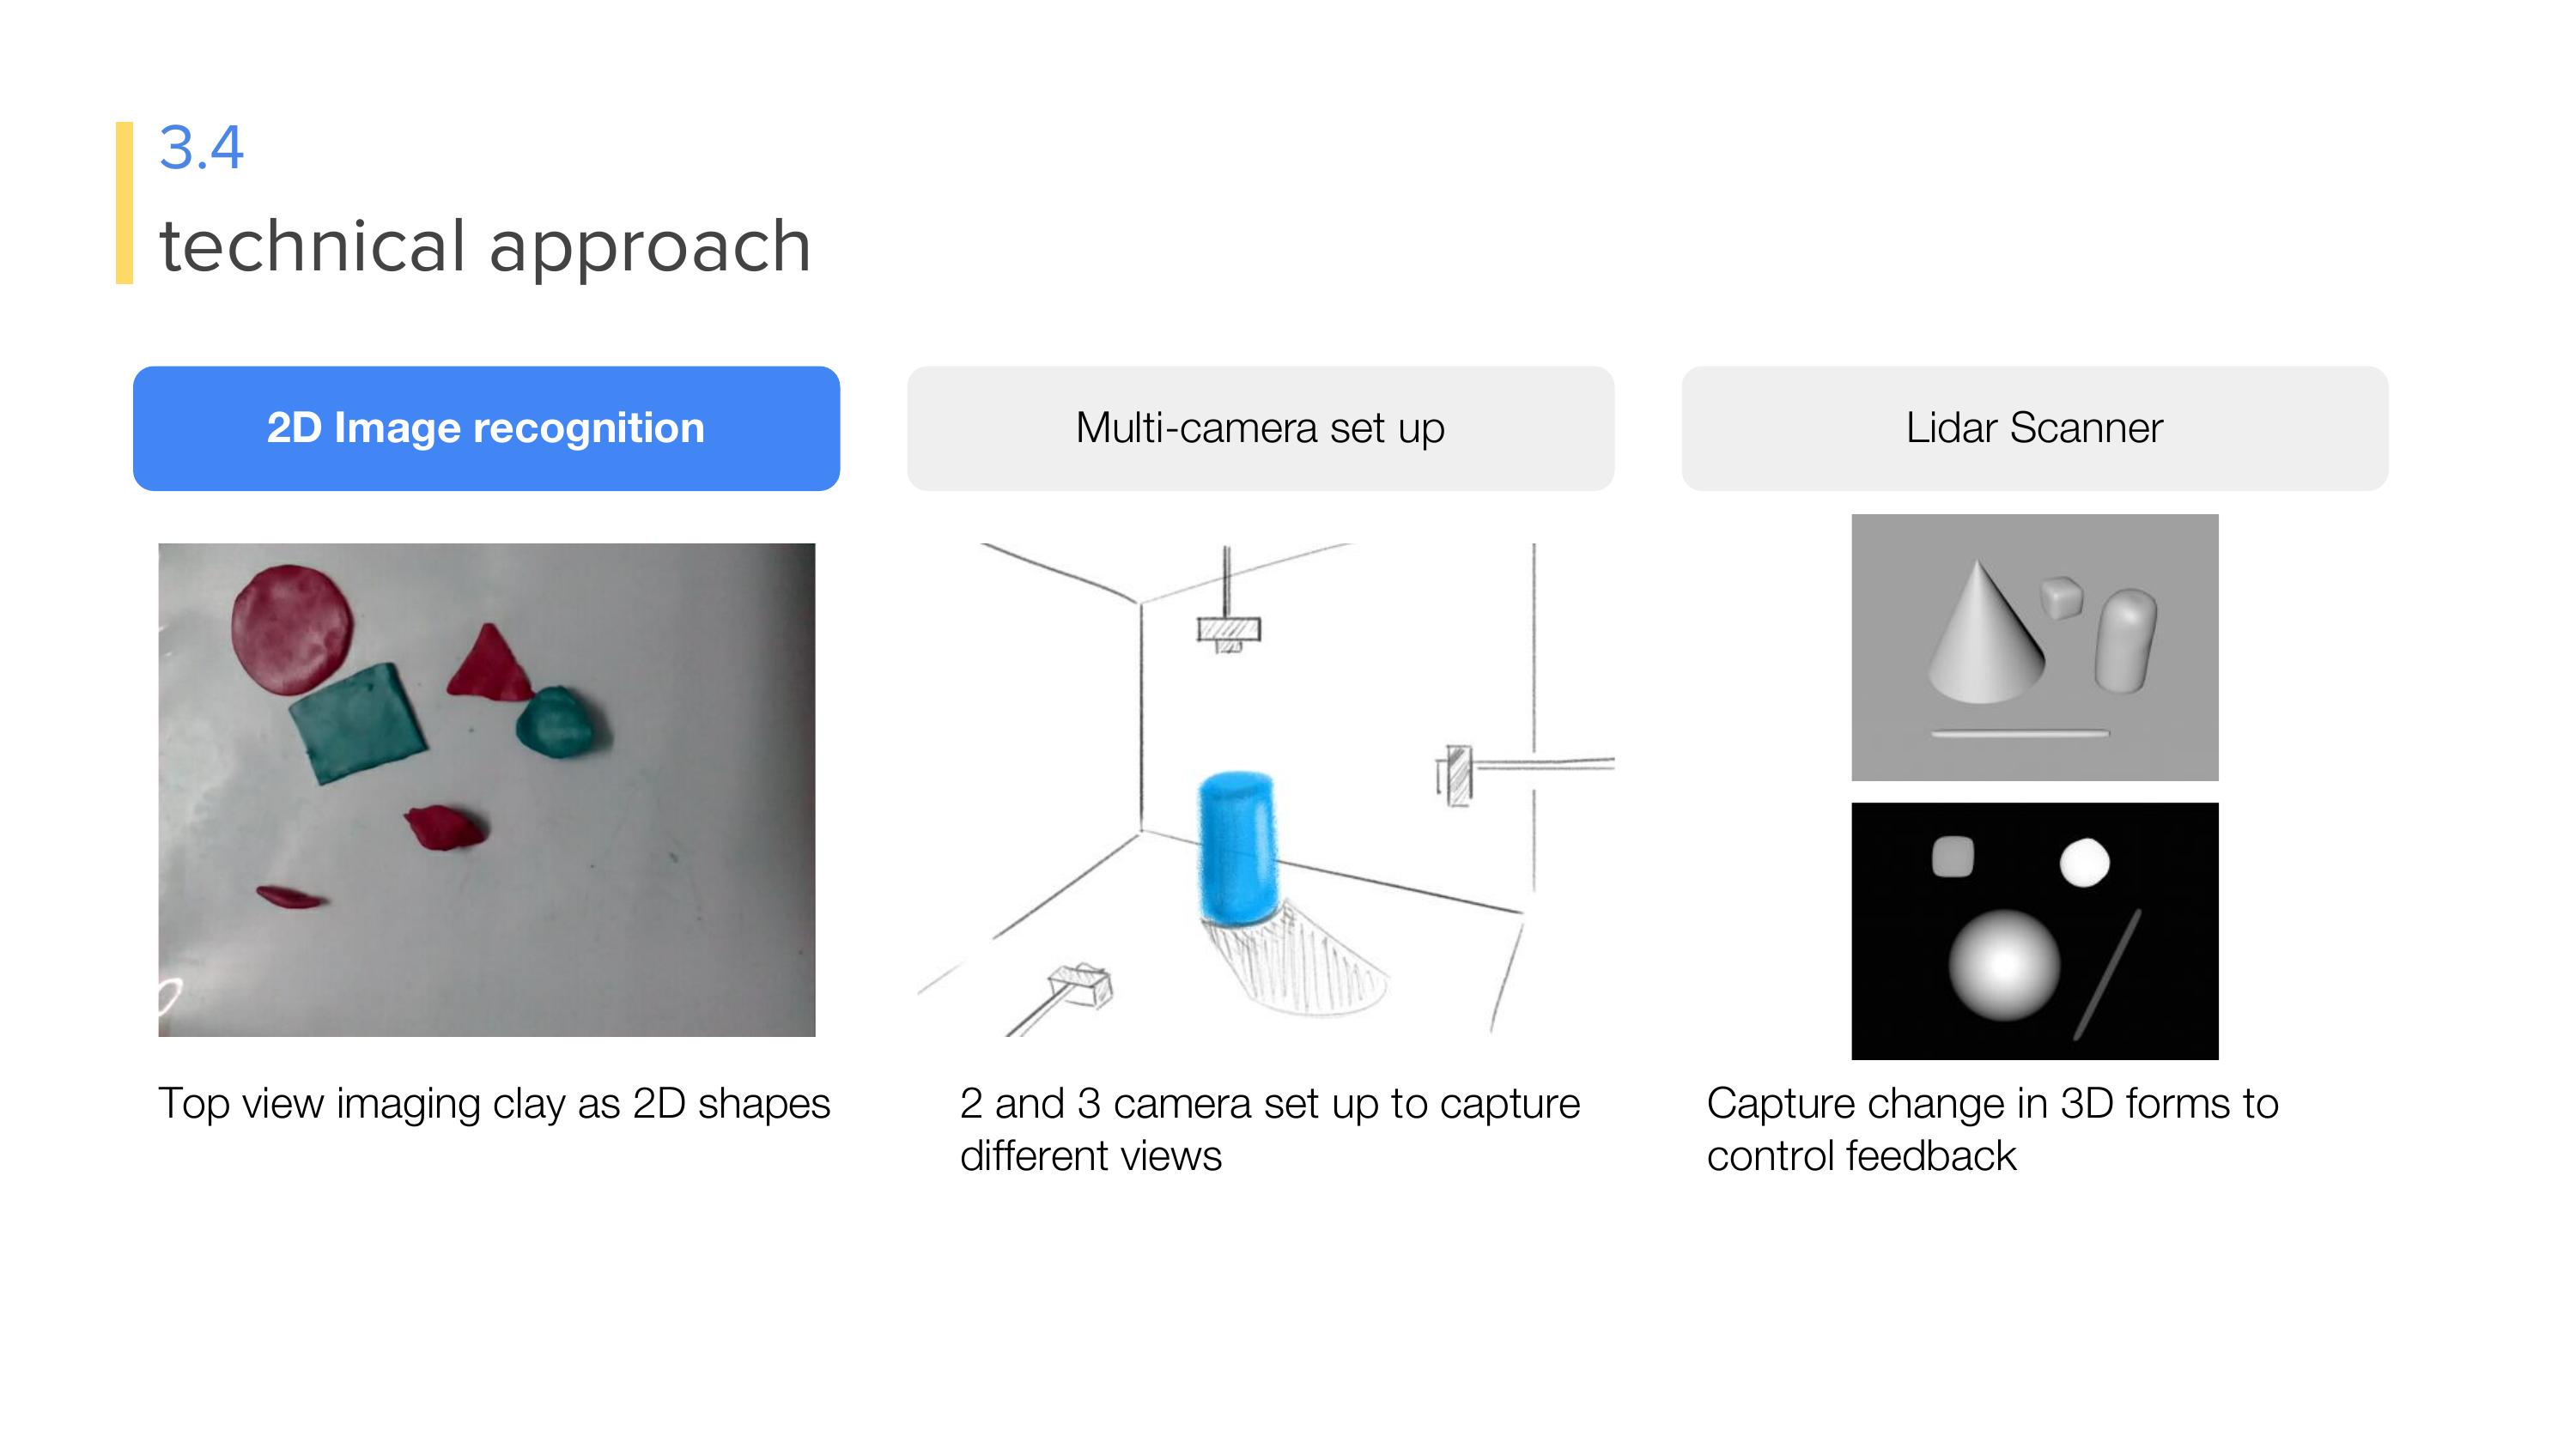 3.4
technical approach
2D Image recognition
Multi-camera set up
Lidar Scanner
Top view imaging clay as 2D shapes
2 and 3 camera set up to capture
different views
Capture change in 3D forms to
control feedback